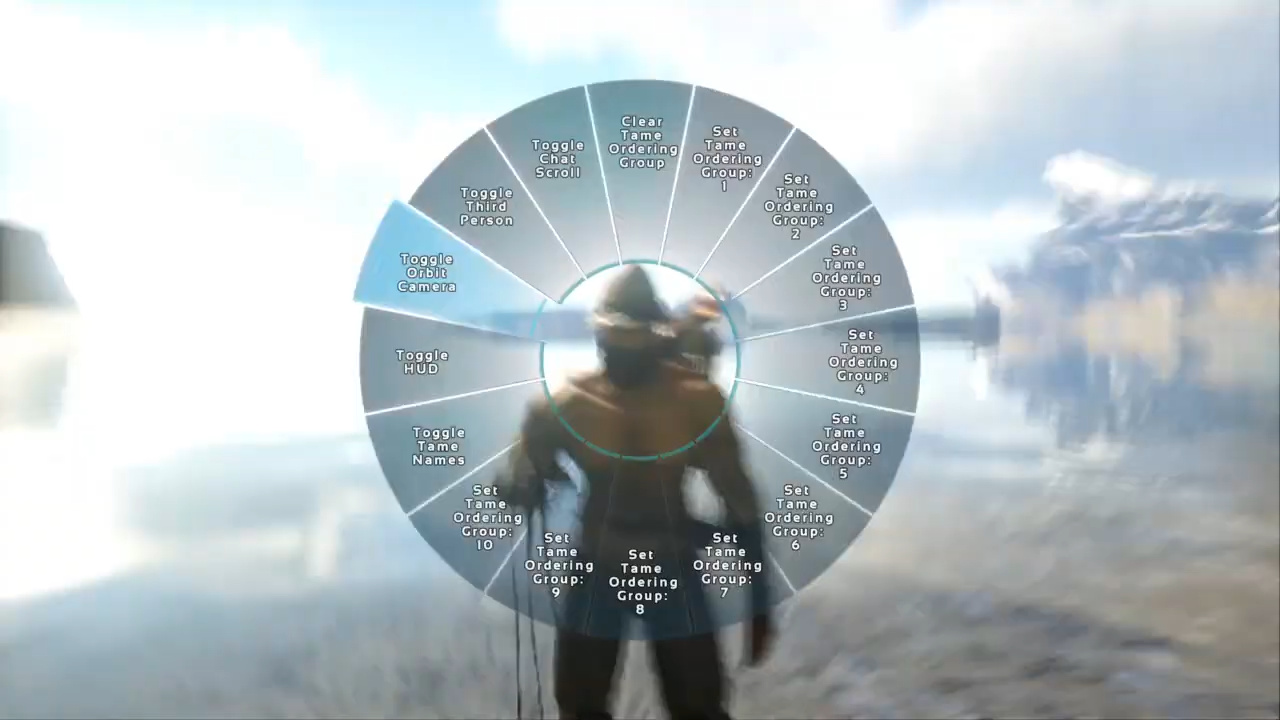 Clear
Tame
Ordering
Group
Set
Tame
Ordering
Group:
1
Set
Tame
Ordering
Group:
2
Set
Tame
Ordering
Group:
3
Set
Tame
Ordering
Group:
4
Set
Tame
Ordering
Group:
5
Set
Tame
Ordering
Group:
6
Set
Tame
Ordering
Group:
7
Set
Tame
Ordering
Group:
8
Set
Tame
Ordering
Group:
9
Set
Tame
Ordering
Group:
10
Toggle
Tame
Names
Toggle
HUD
Toggle
Orbit
Camera
Toggle
Third
Person
Toggle
Chat
Scroll